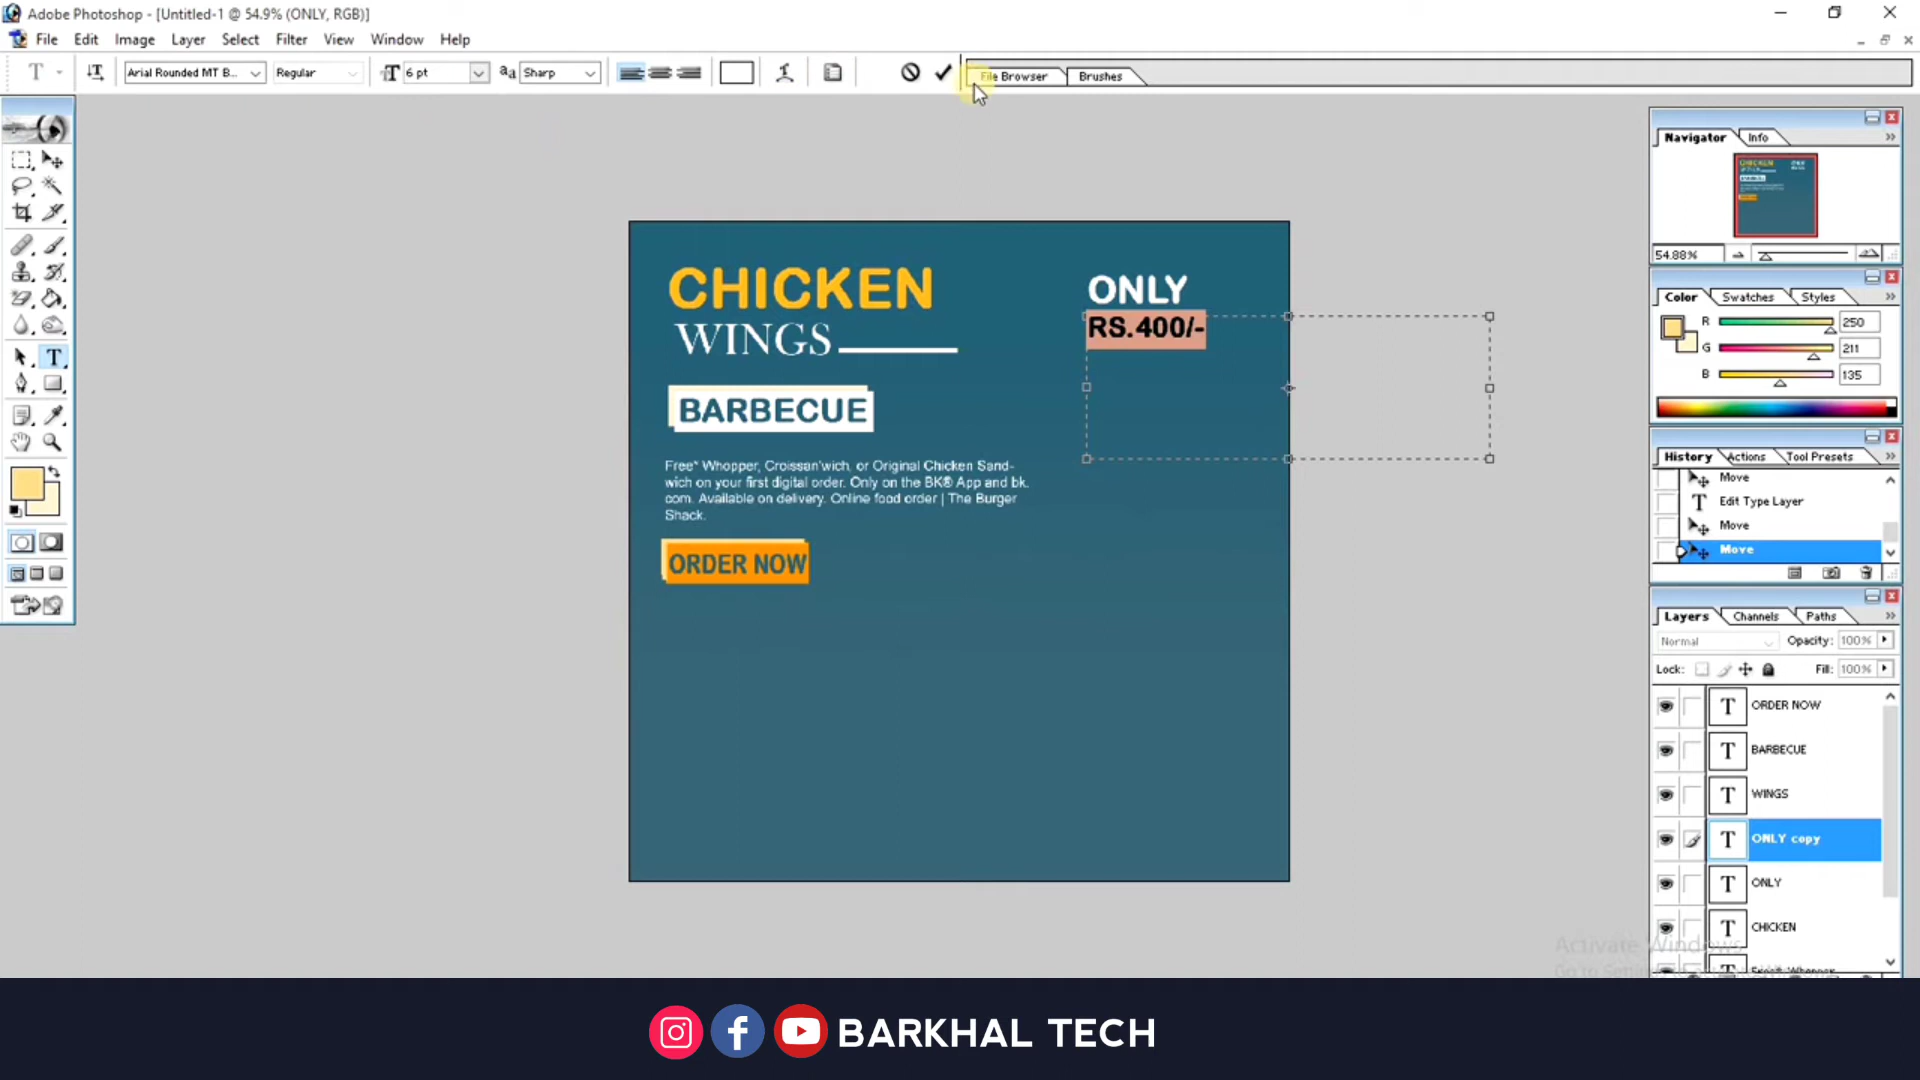 Adobe Photoshop - [Untitled-1 @ 54.9% (ONLY, RGB)]
File Edit Image Layer Select Filter View Window Help
Arial Rounded MT B... Regular 6 pt Sharp File Browser Brushes
Navigator Info
54.88%
Color Swatches Styles
R 250
G 211
B 135
History Actions Tool Presets
Move
Edit Type Layer
Move
Move
Layers Channels Paths
Normal Opacity: 100%
Lock: Fill: 100%
ORDER NOW
BARBECUE
WINGS
ONLY copy
ONLY
CHICKEN
CHICKEN
WINGS
ONLY
RS.400/-
BARBECUE
Free* Whopper, Croissan'wich, or Original Chicken Sand-
wich on your first digital order. Only on the BK® App and bk.
com. Available on delivery. Online food order | The Burger
Shack.
ORDER NOW
Activate Windows
BARKHAL TECH